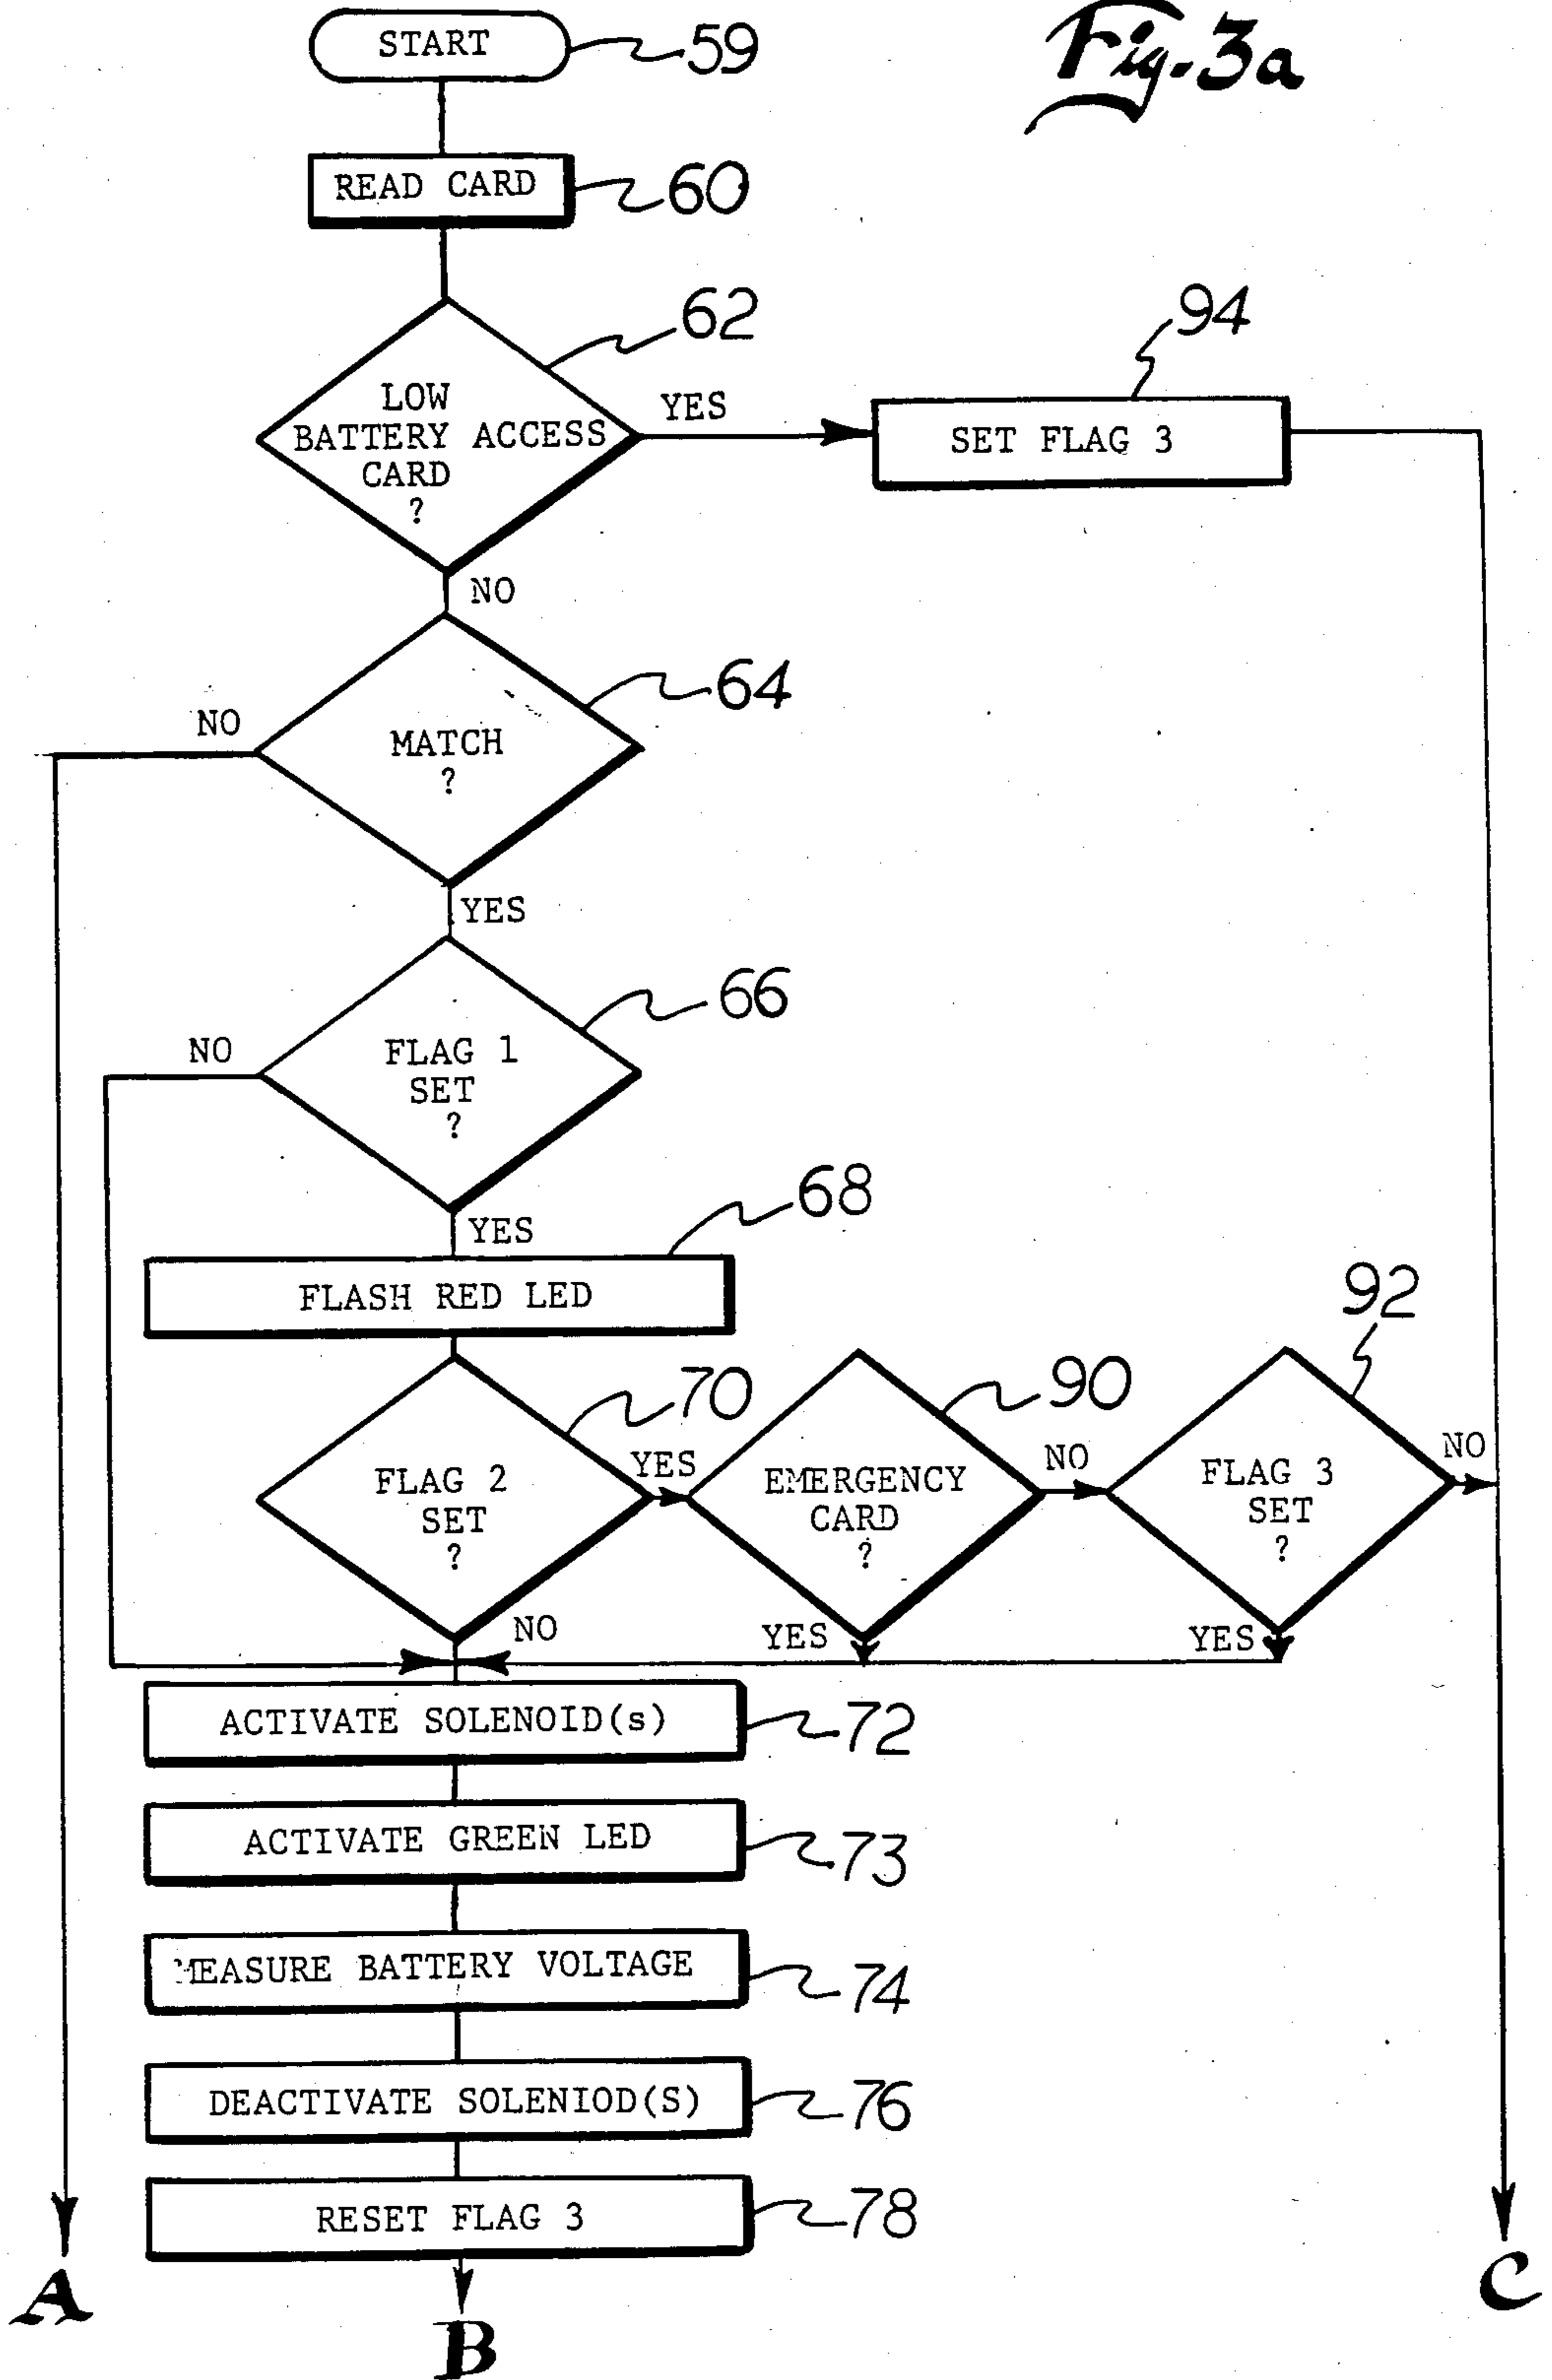 Fig. 3a
START
59
READ CARD
60
62
LOW
BATTERY ACCESS
CARD
?
YES
94
SET FLAG 3
NO
64
NO
MATCH
?
YES
66
NO
FLAG 1
SET
?
YES
68
FLASH RED LED
70
FLAG 2
SET
?
YES
90
EMERGENCY
CARD
?
NO
92
FLAG 3
SET
?
NO
NO
YES
YES
ACTIVATE SOLENOID(s)
72
ACTIVATE GREEN LED
73
MEASURE BATTERY VOLTAGE
74
DEACTIVATE SOLENIOD(S)
76
RESET FLAG 3
78
A
B
C